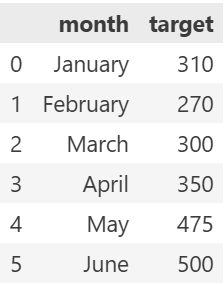 month target
0 January 310
1 February 270
2 March 300
3 April 350
4 May 475
5 June 500